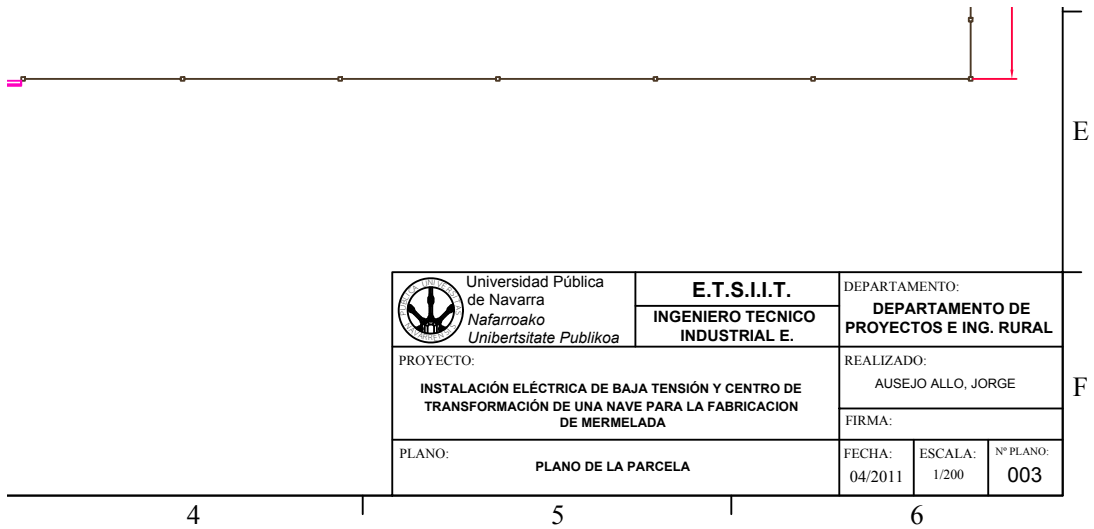 E
Universidad Pública
de Navarra
Nafarroako
Unibertsitate Publikoa
E.T.S.I.I.T.
INGENIERO TECNICO
INDUSTRIAL E.
DEPARTAMENTO:
DEPARTAMENTO DE
PROYECTOS E ING. RURAL
PROYECTO:
INSTALACIÓN ELÉCTRICA DE BAJA TENSIÓN Y CENTRO DE
TRANSFORMACIÓN DE UNA NAVE PARA LA FABRICACION
DE MERMELADA
REALIZADO:
AUSEJO ALLO, JORGE
F
FIRMA:
PLANO:
PLANO DE LA PARCELA
FECHA:
04/2011
ESCALA:
1/200
Nº PLANO:
003
4
5
6